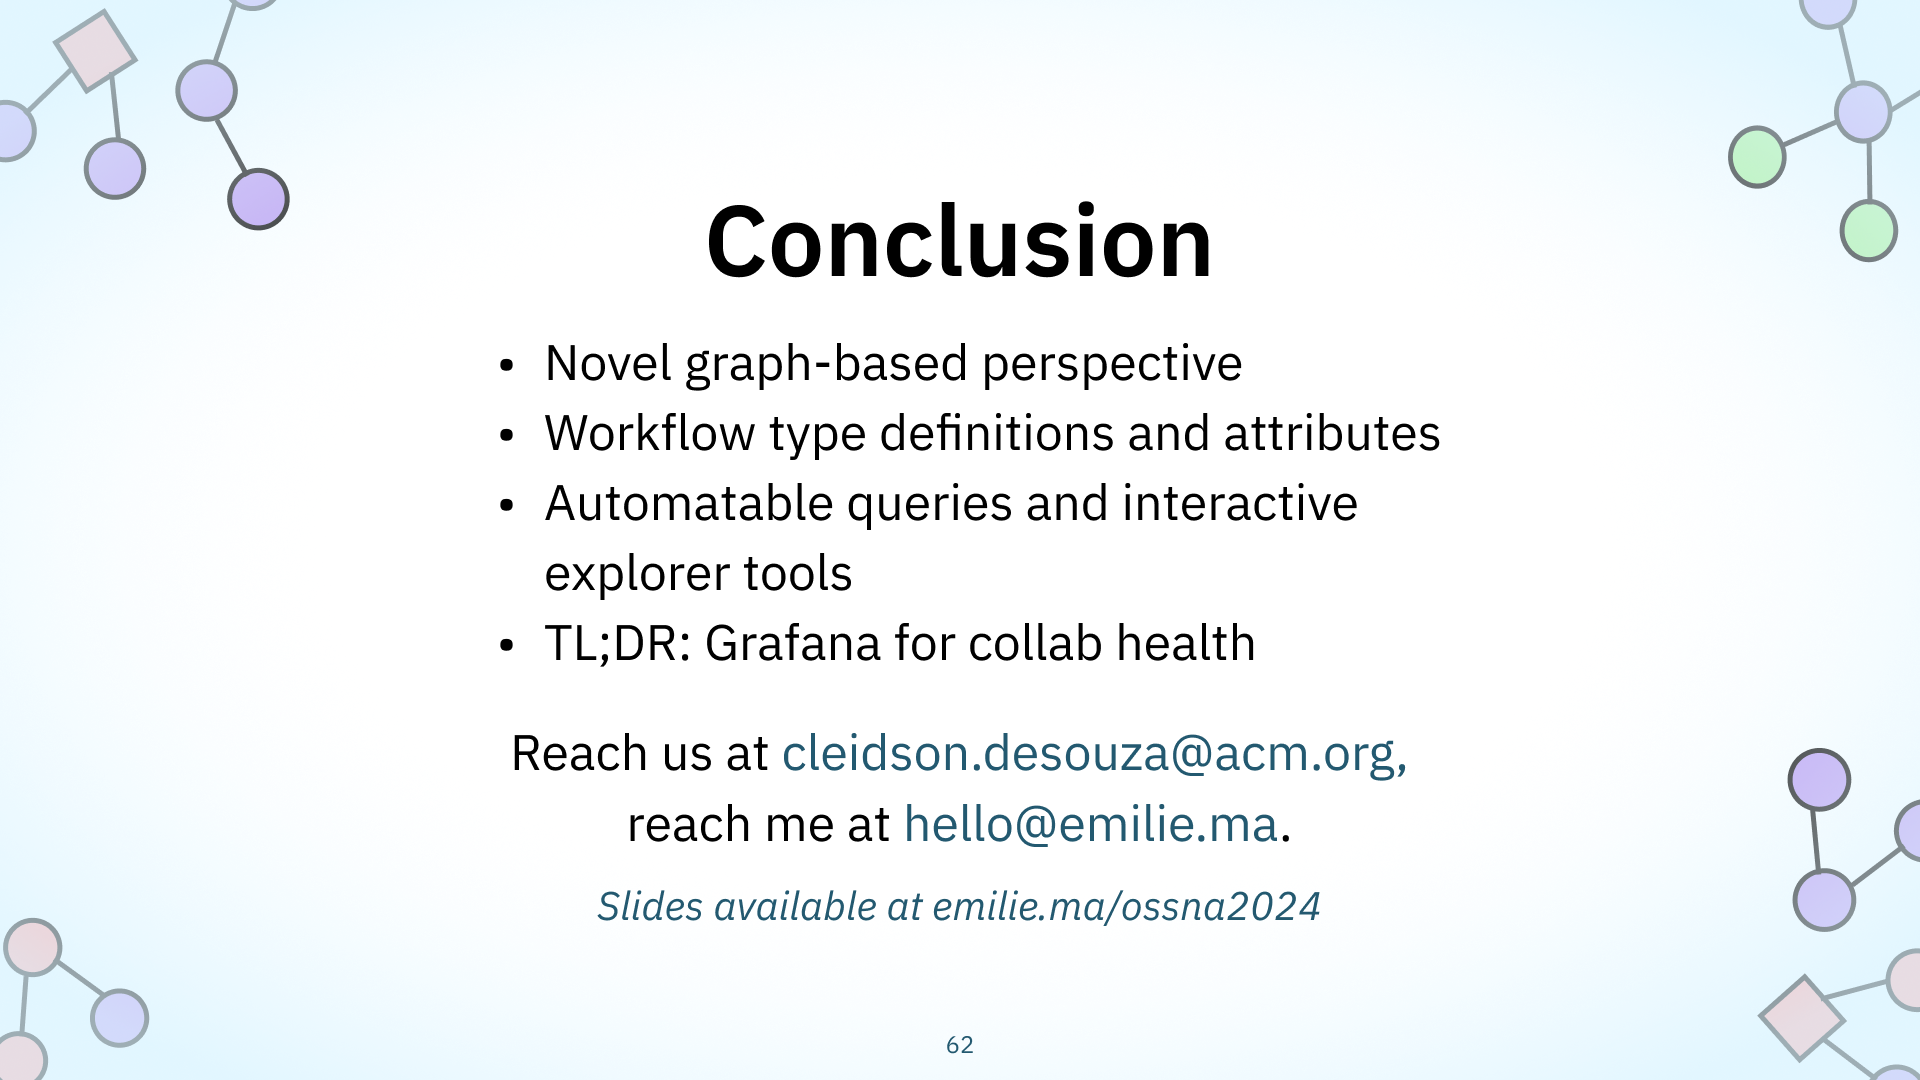 Conclusion
• Novel graph-based perspective
• Workflow type definitions and attributes
• Automatable queries and interactive
explorer tools
• TL;DR: Grafana for collab health
Reach us at cleidson.desouza@acm.org,
reach me at hello@emilie.ma.
Slides available at emilie.ma/ossna2024
62